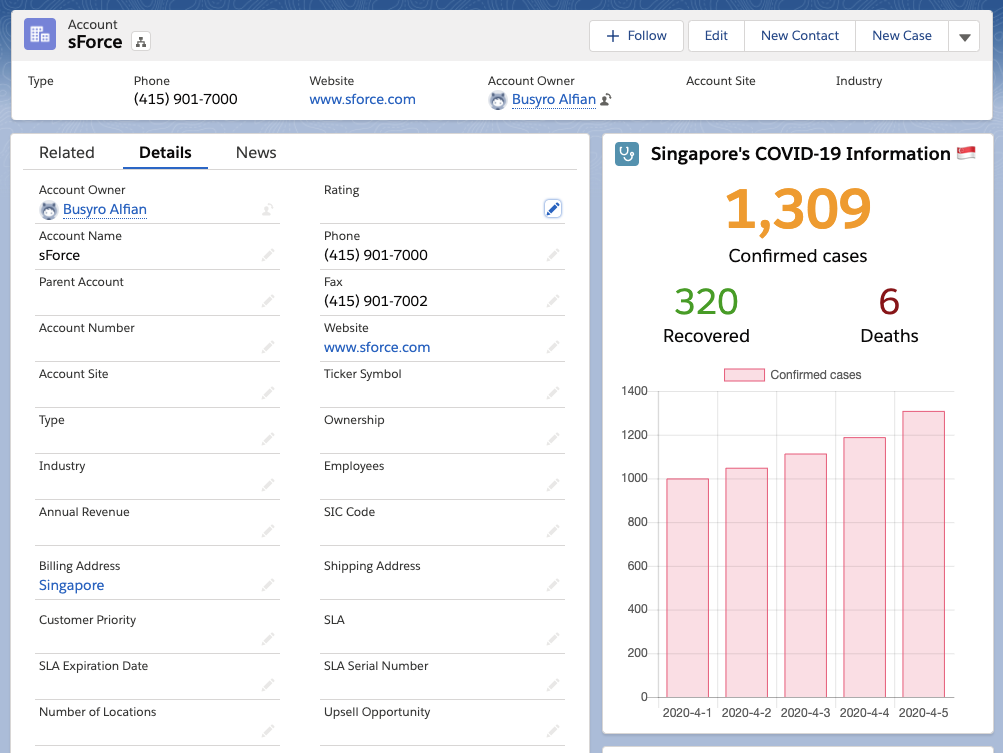 Account
sForce
+ Follow
Edit
New Contact
New Case
Type
Phone
(415) 901-7000
Website
www.sforce.com
Account Owner
Busyro Alfian
Account Site
Industry
Related
Details
News
Account Owner
Busyro Alfian
Rating
Account Name
sForce
Phone
(415) 901-7000
Parent Account
Fax
(415) 901-7002
Account Number
Website
www.sforce.com
Account Site
Ticker Symbol
Type
Ownership
Industry
Employees
Annual Revenue
SIC Code
Billing Address
Singapore
Shipping Address
Customer Priority
SLA
SLA Expiration Date
SLA Serial Number
Number of Locations
Upsell Opportunity
Singapore's COVID-19 Information 🇸🇬
1,309
Confirmed cases
320
Recovered
6
Deaths
Confirmed cases
1400
1200
1000
800
600
400
200
0
2020-4-1 2020-4-2 2020-4-3 2020-4-4 2020-4-5